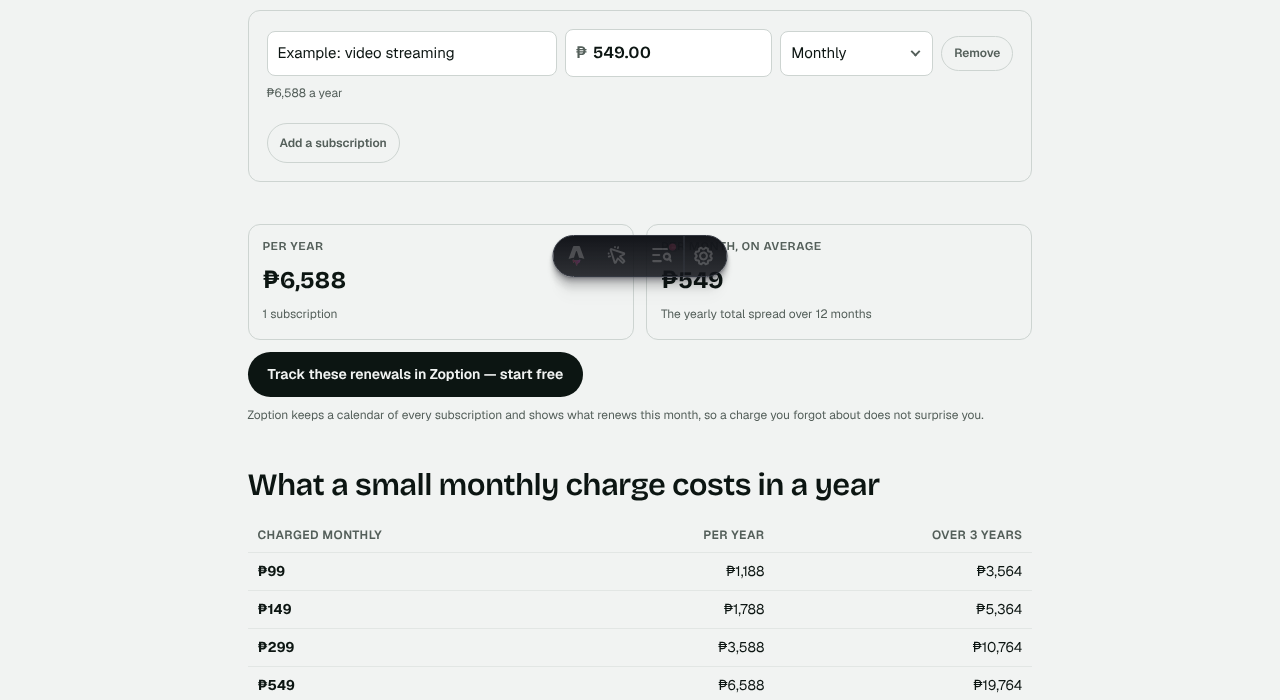 Example: video streaming
₱ 549.00
Monthly
Remove
₱6,588 a year
Add a subscription
PER YEAR
₱6,588
1 subscription
TH, ON AVERAGE
₱549
The yearly total spread over 12 months
Track these renewals in Zoption — start free
Zoption keeps a calendar of every subscription and shows what renews this month, so a charge you forgot about does not surprise you.
What a small monthly charge costs in a year
CHARGED MONTHLY PER YEAR OVER 3 YEARS
₱99 ₱1,188 ₱3,564
₱149 ₱1,788 ₱5,364
₱299 ₱3,588 ₱10,764
₱549 ₱6,588 ₱19,764